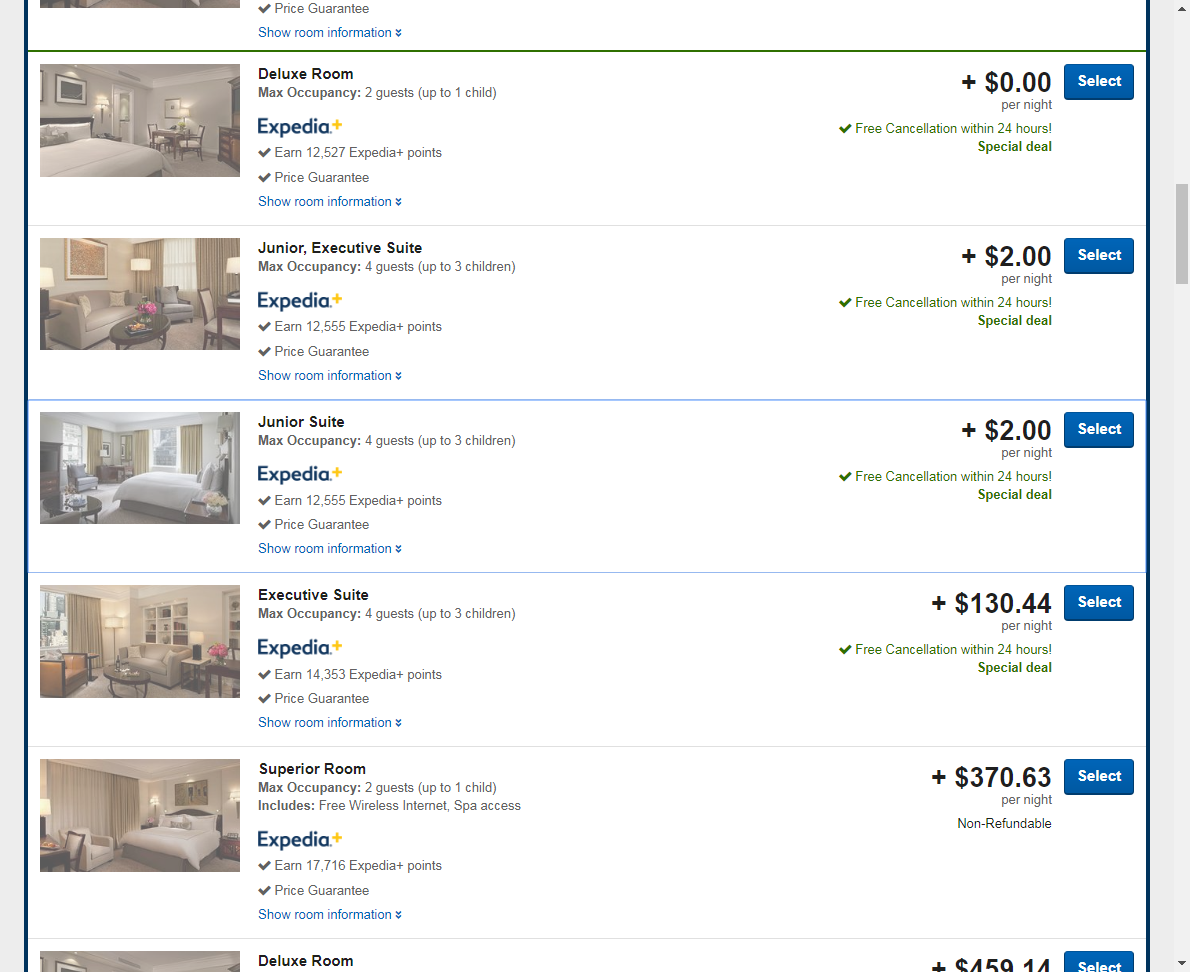 Price Guarantee
Show room information
Deluxe Room
Max Occupancy: 2 guests (up to 1 child)
Expedia+
Earn 12,527 Expedia+ points
Price Guarantee
Show room information
+ $0.00
per night
Free Cancellation within 24 hours!
Special deal
Select
Junior, Executive Suite
Max Occupancy: 4 guests (up to 3 children)
Expedia+
Earn 12,555 Expedia+ points
Price Guarantee
Show room information
+ $2.00
per night
Free Cancellation within 24 hours!
Special deal
Select
Junior Suite
Max Occupancy: 4 guests (up to 3 children)
Expedia+
Earn 12,555 Expedia+ points
Price Guarantee
Show room information
+ $2.00
per night
Free Cancellation within 24 hours!
Special deal
Select
Executive Suite
Max Occupancy: 4 guests (up to 3 children)
Expedia+
Earn 14,353 Expedia+ points
Price Guarantee
Show room information
+ $130.44
per night
Free Cancellation within 24 hours!
Special deal
Select
Superior Room
Max Occupancy: 2 guests (up to 1 child)
Includes: Free Wireless Internet, Spa access
Expedia+
Earn 17,716 Expedia+ points
Price Guarantee
Show room information
+ $370.63
per night
Non-Refundable
Select
Deluxe Room
+ $459.14
Select